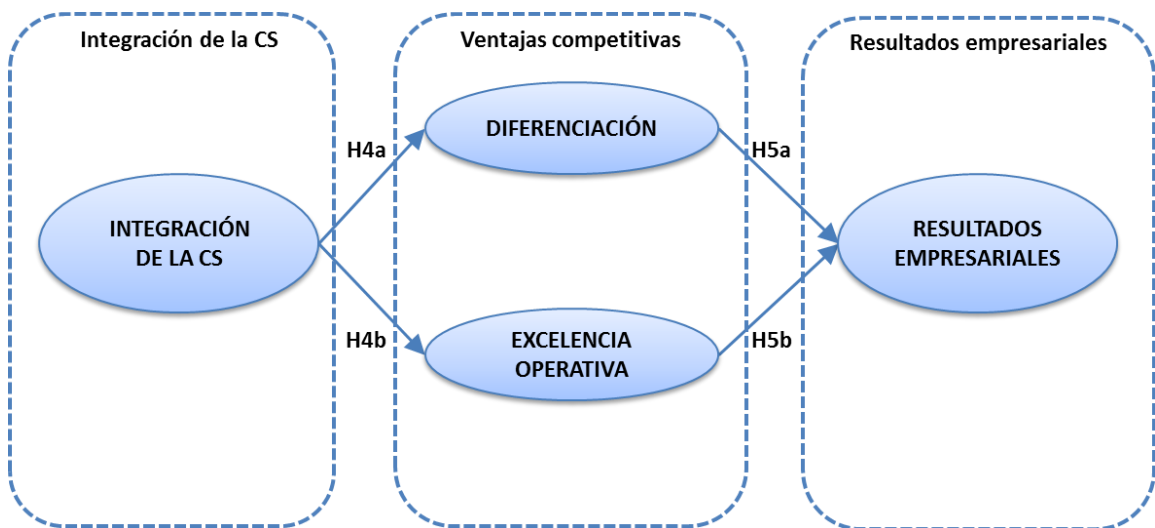 Integración de la CS
Ventajas competitivas
Resultados empresariales
DIFERENCIACIÓN
H4a
H5a
INTEGRACIÓN
DE LA CS
RESULTADOS
EMPRESARIALES
H4b
EXCELENCIA
OPERATIVA
H5b